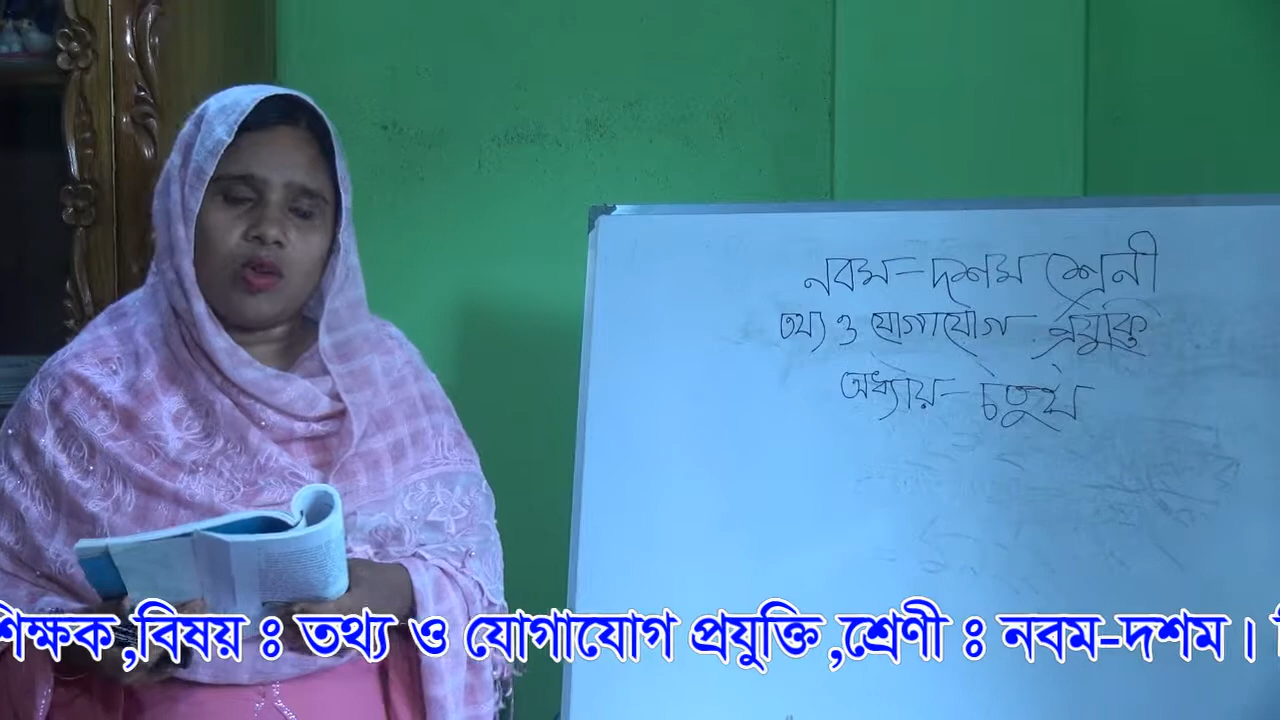 নবম-দশম শ্রেনী
তথ্য ও যোগাযোগ প্রযুক্তি
অধ্যায়- চতুর্থ
শিক্ষক,বিষয় ঃ তথ্য ও যোগাযোগ প্রযুক্তি,শ্রেণী ঃ নবম-দশম।